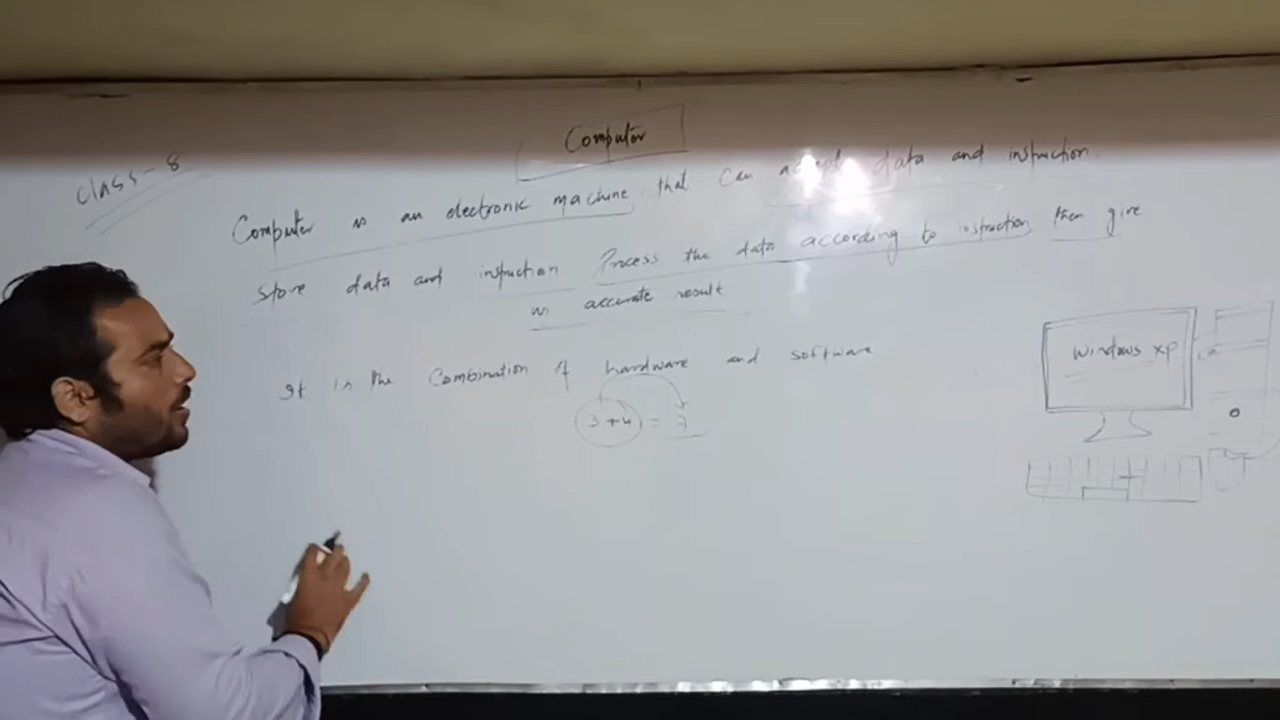 Computer
Class-8
Computer is an electronic machine that can accept data and instruction.
store data and instruction Process the data according to instruction then give
us accurate result
It is the Combination of hardware and software
3+4 = 7
windows xp